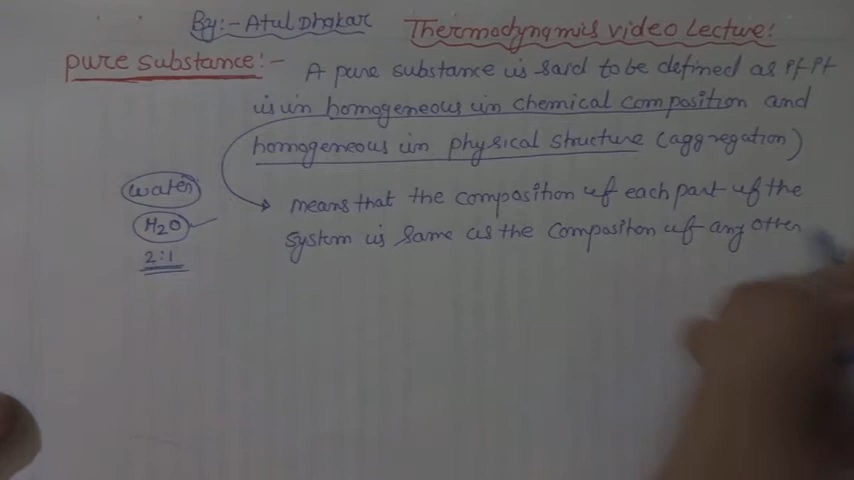 By:- Atul Dhakar
Thermodynamics video Lecture:
pure substance:-
A pure substance is said to be defined as if it
is in homogeneous in chemical composition and
homogeneous in physical structure (aggregation)
means that the composition of each part of the
system is same as the composition of any other
water
H2O
2:1